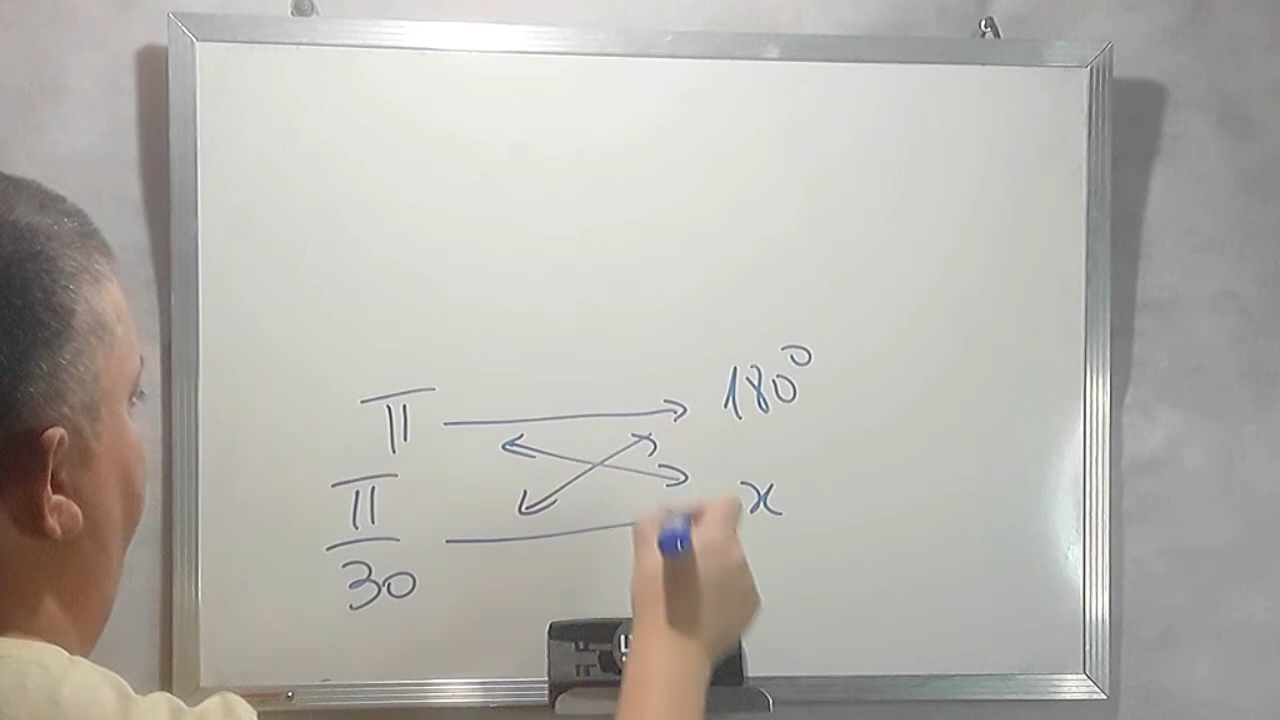 π → 180°
π/30 — x